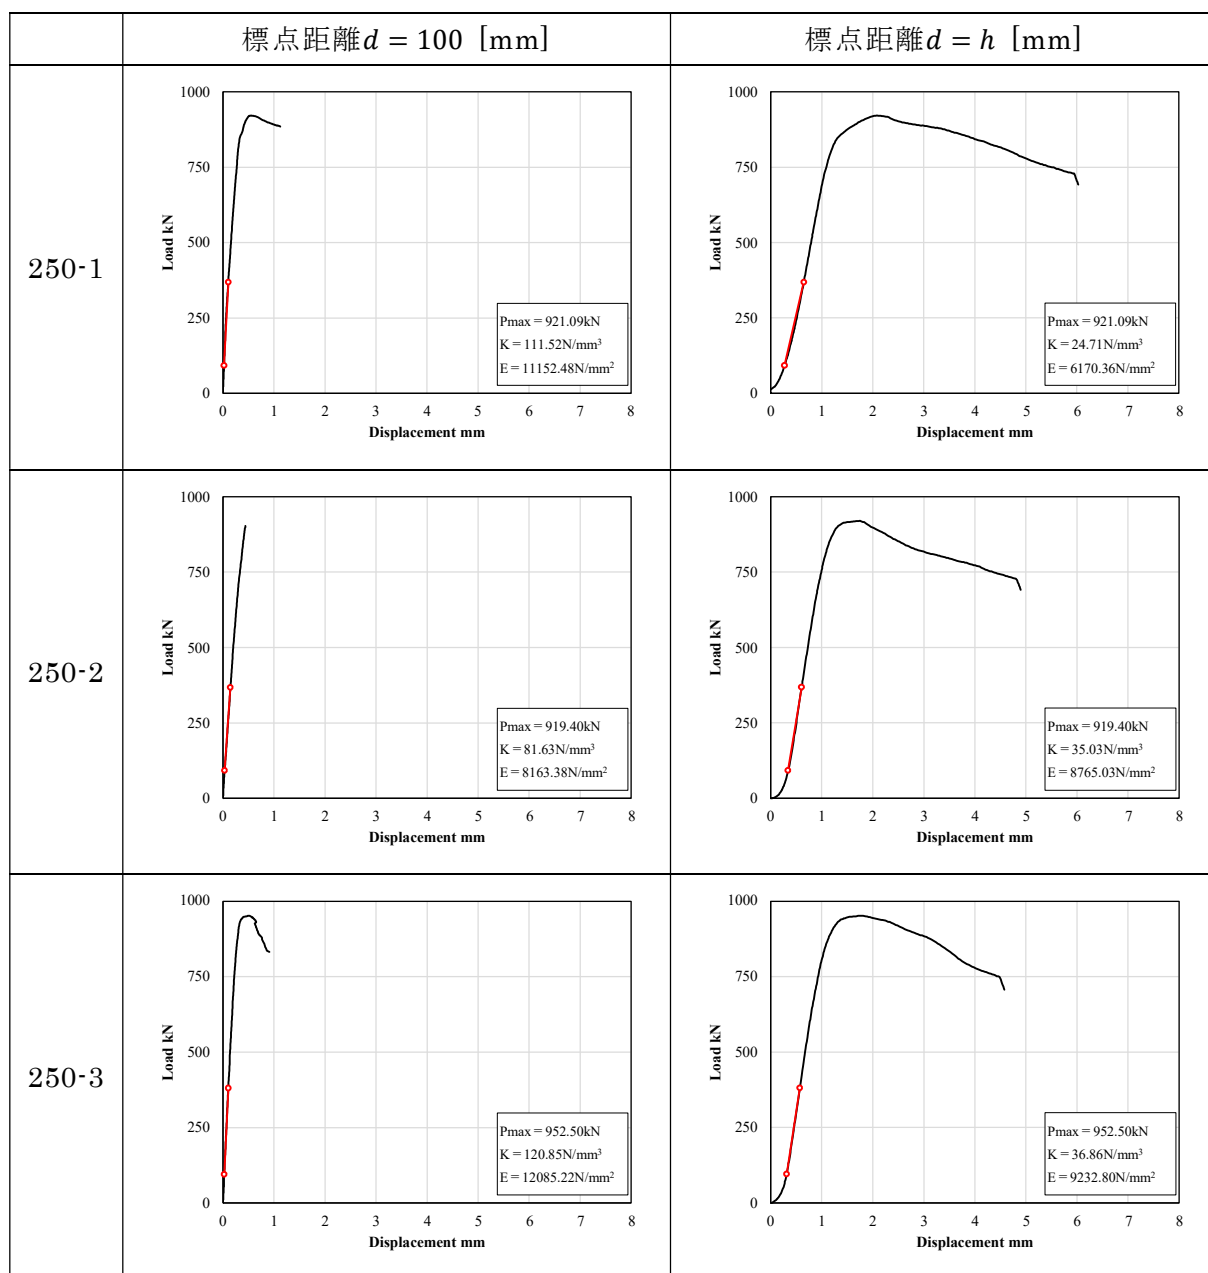 標点距離d = 100 [mm]
標点距離d = h [mm]
250-1
1000
750
500
250
0
Load kN
0 1 2 3 4 5 6 7 8
Displacement mm
Pmax = 921.09kN
K = 111.52N/mm³
E = 11152.48N/mm²
1000
750
500
250
0
Load kN
0 1 2 3 4 5 6 7 8
Displacement mm
Pmax = 921.09kN
K = 24.71N/mm³
E = 6170.36N/mm²
250-2
1000
750
500
250
0
Load kN
0 1 2 3 4 5 6 7 8
Displacement mm
Pmax = 919.40kN
K = 81.63N/mm³
E = 8163.38N/mm²
1000
750
500
250
0
Load kN
0 1 2 3 4 5 6 7 8
Displacement mm
Pmax = 919.40kN
K = 35.03N/mm³
E = 8765.03N/mm²
250-3
1000
750
500
250
0
Load kN
0 1 2 3 4 5 6 7 8
Displacement mm
Pmax = 952.50kN
K = 120.85N/mm³
E = 12085.22N/mm²
1000
750
500
250
0
Load kN
0 1 2 3 4 5 6 7 8
Displacement mm
Pmax = 952.50kN
K = 36.86N/mm³
E = 9232.80N/mm²